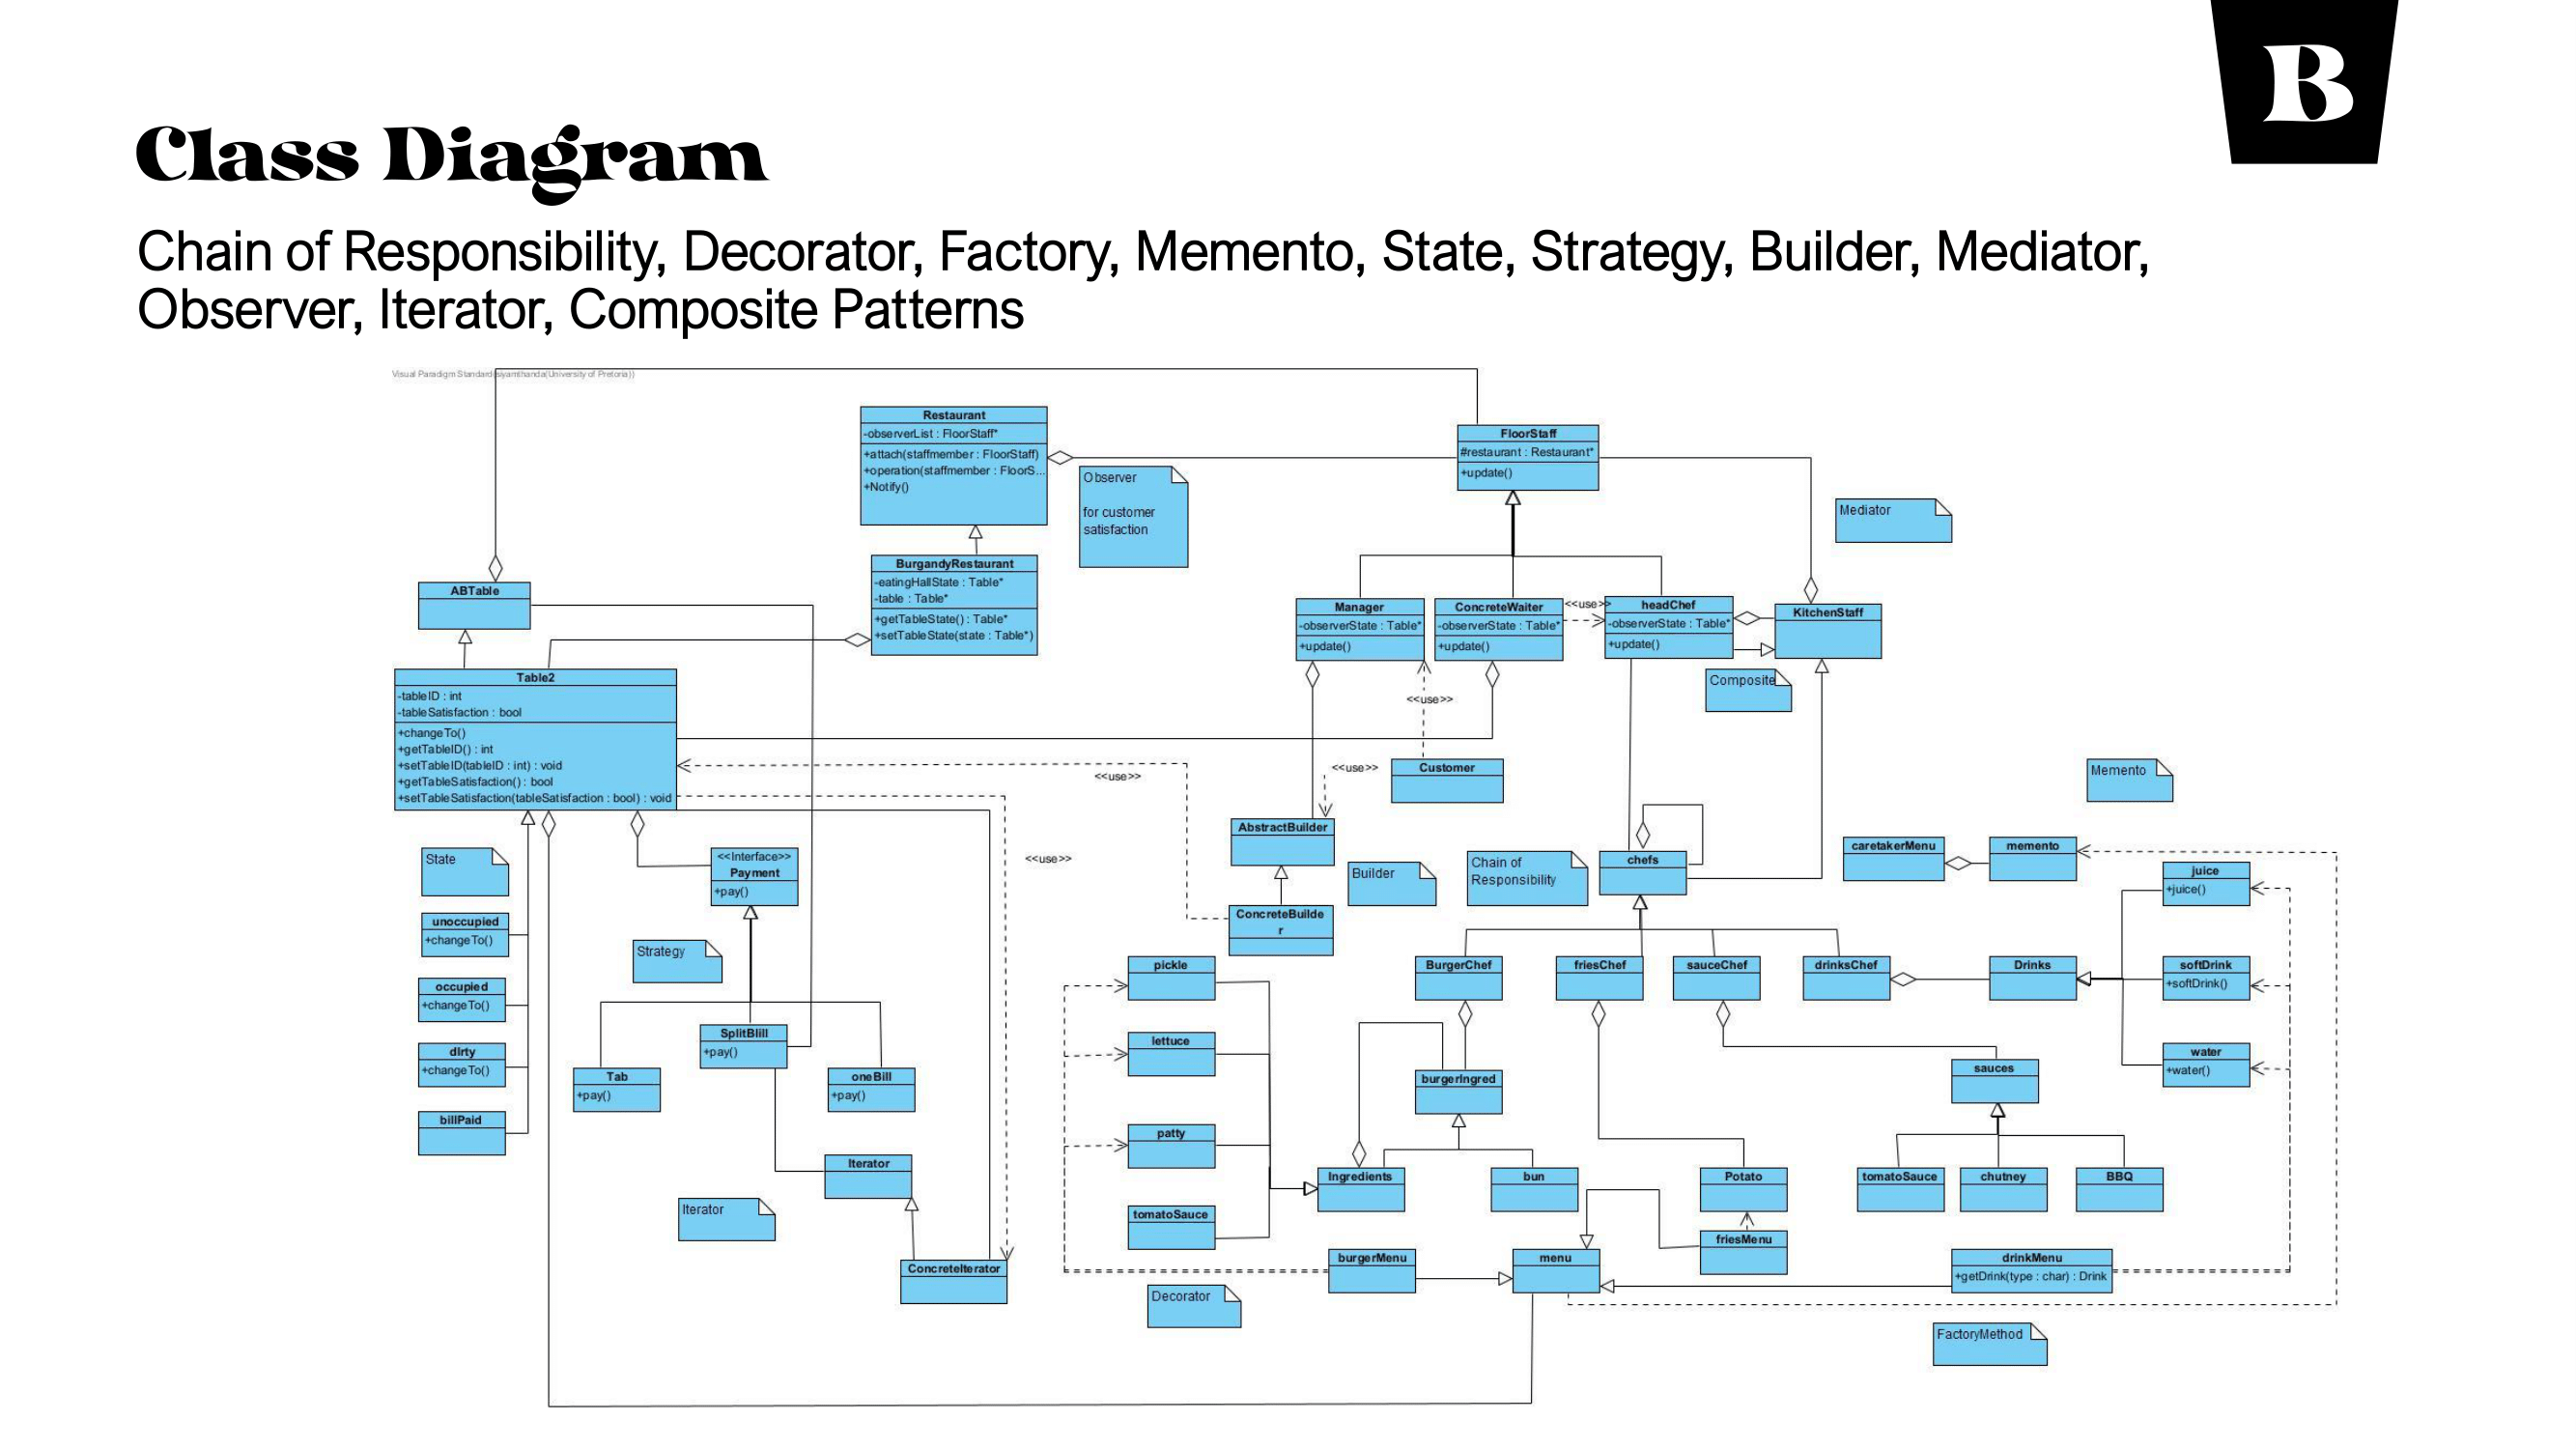 B
Class Diagram
Chain of Responsibility, Decorator, Factory, Memento, State, Strategy, Builder, Mediator,
Observer, Iterator, Composite Patterns
Visual Paradigm Standard(siyamthanda(University of Pretoria))
Restaurant
-observerList : FloorStaff*
+attach(staffmember : FloorStaff)
+operation(staffmember : FloorS...
+Notify()
Observer
for customer
satisfaction
FloorStaff
#restaurant : Restaurant*
+update()
Mediator
BurgandyRestaurant
-eatingHallState : Table*
-table : Table*
+getTableState() : Table*
+setTableState(state : Table*)
ABTable
Manager
-observerState : Table*
+update()
ConcreteWaiter
-observerState : Table*
+update()
<<use>>
headChef
-observerState : Table*
+update()
KitchenStaff
Composite
Table2
-tableID : int
-tableSatisfaction : bool
+changeTo()
+getTableID() : int
+setTableID(tableID : int) : void
+getTableSatisfaction() : bool
+setTableSatisfaction(tableSatisfaction : bool) : void
<<use>>
<<use>>
<<use>>
Customer
Memento
AbstractBuilder
<<use>>
State
<<Interface>>
Payment
+pay()
Builder
Chain of
Responsibility
chefs
caretakerMenu
memento
juice
+juice()
unoccupied
+changeTo()
ConcreteBuilde
r
Strategy
pickle
BurgerChef
friesChef
sauceChef
drinksChef
Drinks
softDrink
+softDrink()
occupied
+changeTo()
SplitBlill
+pay()
lettuce
dirty
+changeTo()
water
+water()
Tab
+pay()
oneBill
+pay()
burgerIngred
sauces
billPaid
patty
Iterator
Ingredients
bun
Potato
tomatoSauce
chutney
BBQ
Iterator
tomatoSauce
friesMenu
burgerMenu
menu
drinkMenu
+getDrink(type : char) : Drink
ConcreteIterator
Decorator
FactoryMethod